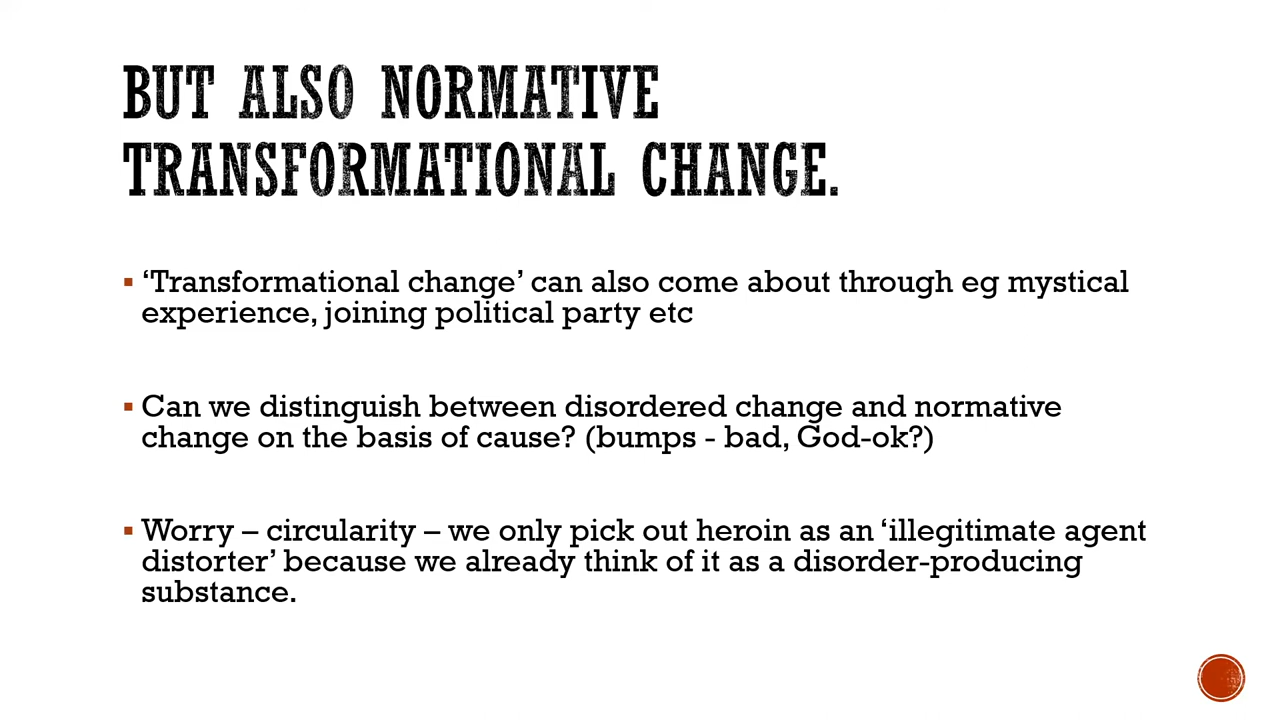 BUT ALSO NORMATIVE
TRANSFORMATIONAL CHANGE.
▪ ‘Transformational change’ can also come about through eg mystical
experience, joining political party etc
▪ Can we distinguish between disordered change and normative
change on the basis of cause? (bumps - bad, God-ok?)
▪ Worry – circularity – we only pick out heroin as an ‘illegitimate agent
distorter’ because we already think of it as a disorder-producing
substance.